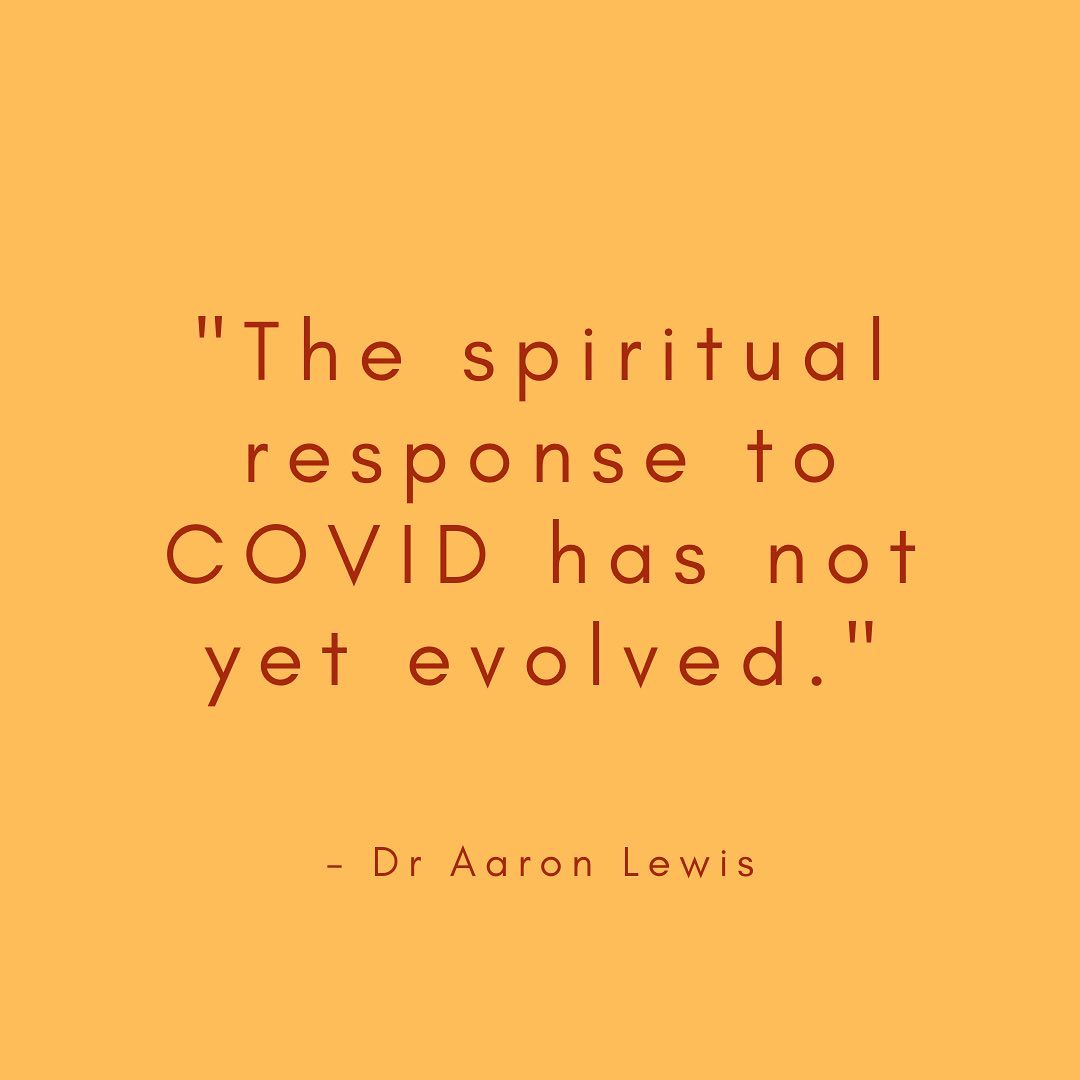 "The spiritual
response to
COVID has not
yet evolved."
– Dr Aaron Lewis